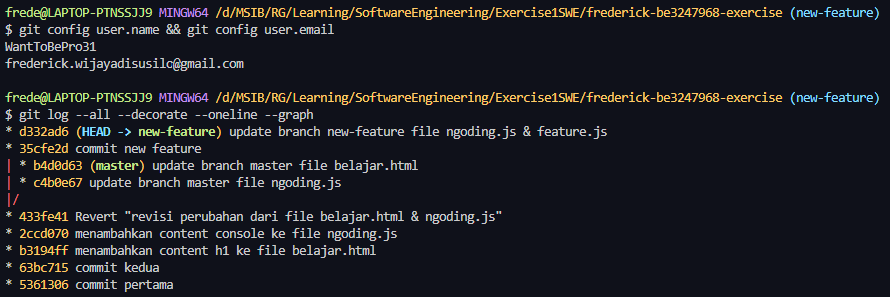 frede@LAPTOP-PTNSSJJ9 MINGW64 /d/MSIB/RG/Learning/SoftwareEngineering/Exercise1SWE/frederick-be3247968-exercise (new-feature)
$ git config user.name && git config user.email
WantToBePro31
frederick.wijayadisusilo@gmail.com
frede@LAPTOP-PTNSSJJ9 MINGW64 /d/MSIB/RG/Learning/SoftwareEngineering/Exercise1SWE/frederick-be3247968-exercise (new-feature)
$ git log --all --decorate --oneline --graph
* d332ad6 (HEAD -> new-feature) update branch new-feature file ngoding.js & feature.js
* 35cfe2d commit new feature
| * b4d0d63 (master) update branch master file belajar.html
| * c4b0e67 update branch master file ngoding.js
|/
* 433fe41 Revert "revisi perubahan dari file belajar.html & ngoding.js"
* 2ccd070 menambahkan content console ke file ngoding.js
* b3194ff menambahkan content h1 ke file belajar.html
* 63bc715 commit kedua
* 5361306 commit pertama